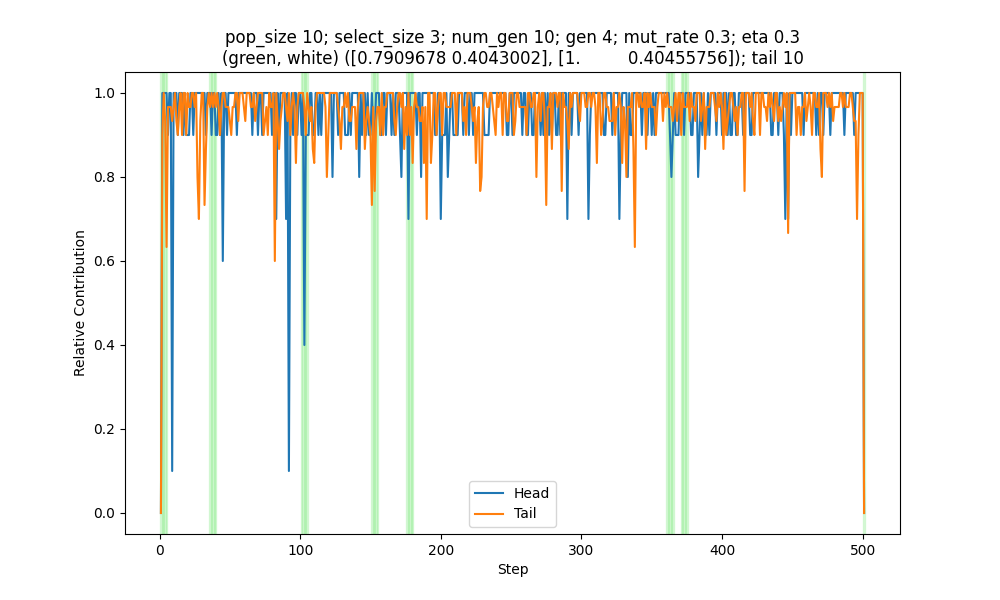 pop_size 10; select_size 3; num_gen 10; gen 4; mut_rate 0.3; eta 0.3
(green, white) ([0.7909678 0.4043002], [1.          0.40455756]); tail 10
1.0
0.8
0.6
0.4
0.2
0.0
Relative Contribution
Head
Tail
0
100
200
300
400
500
Step